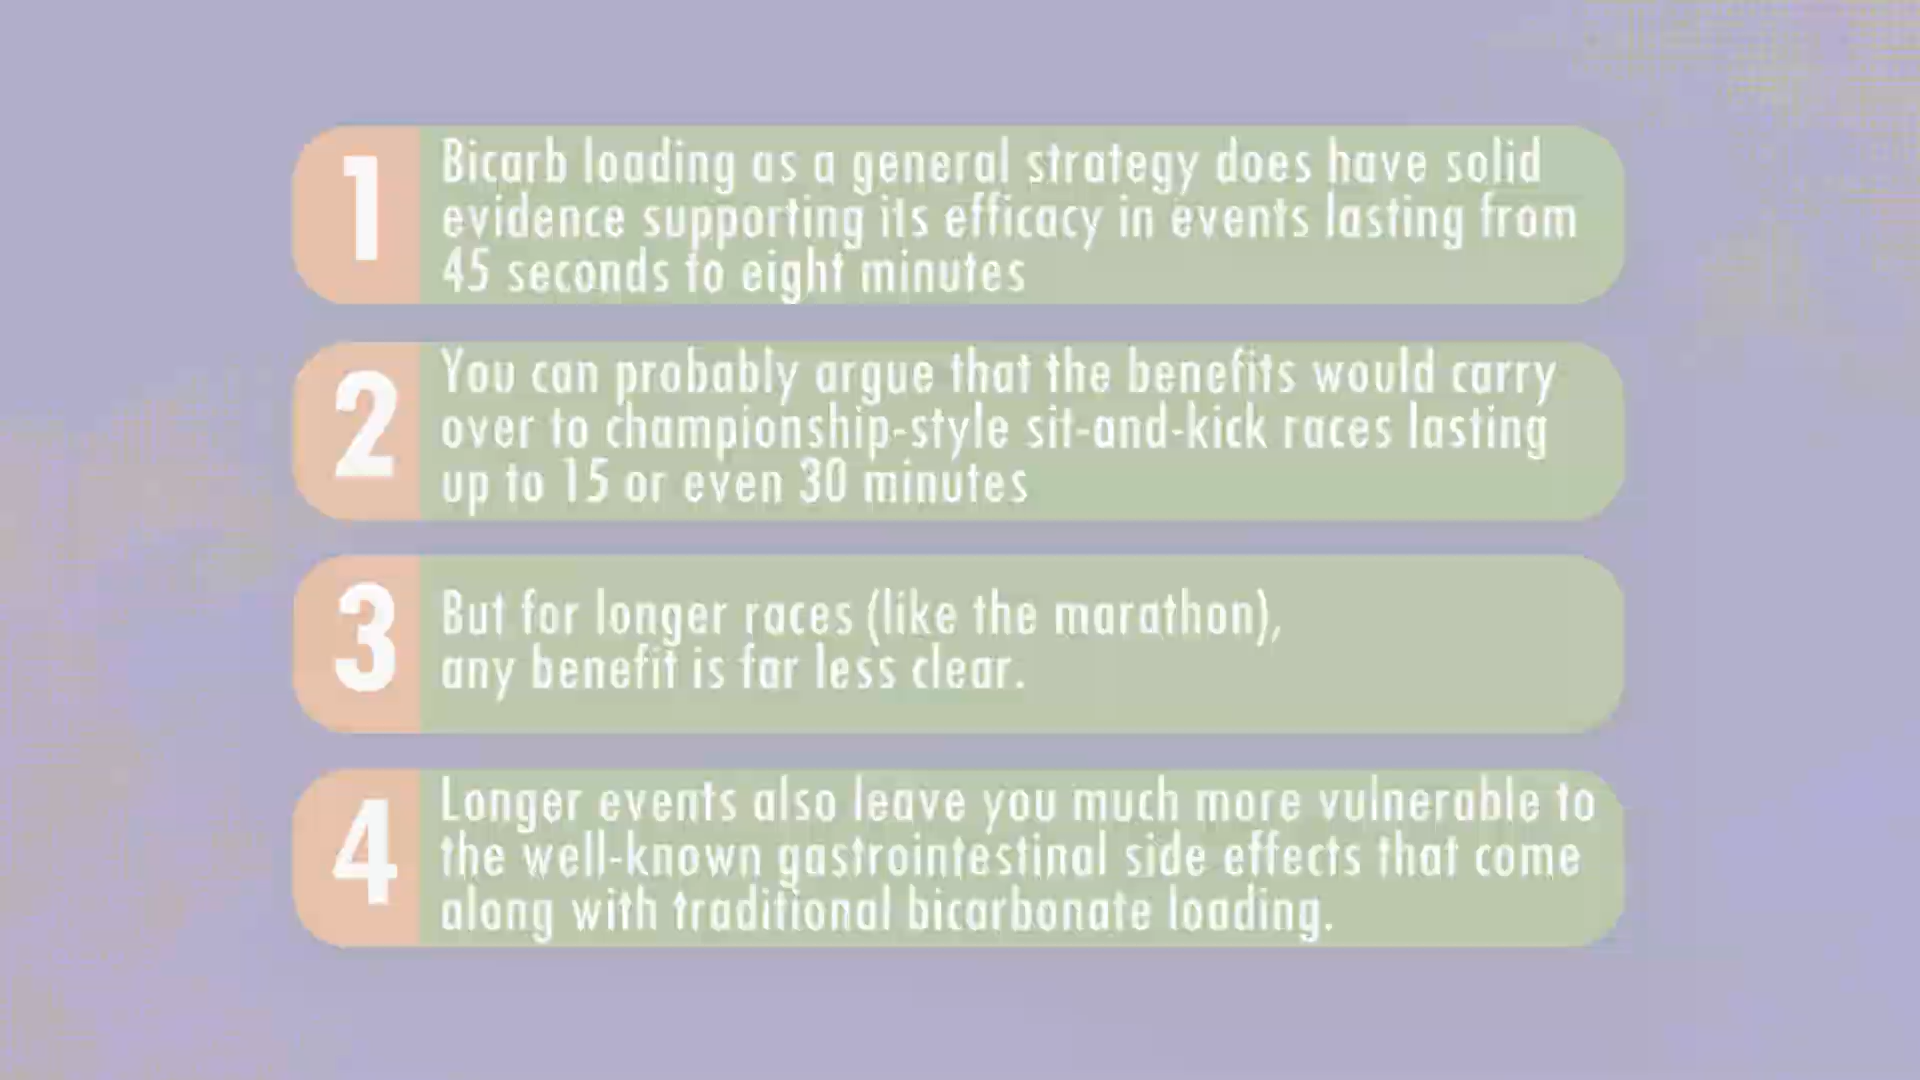 1
Bicarb loading as a general strategy does have solid
evidence supporting its efficacy in events lasting from
45 seconds to eight minutes
2
You can probably argue that the benefits would carry
over to championship-style sit-and-kick races lasting
up to 15 or even 30 minutes
3
But for longer races (like the marathon),
any benefit is far less clear.
4
Longer events also leave you much more vulnerable to
the well-known gastrointestinal side effects that come
along with traditional bicarbonate loading.